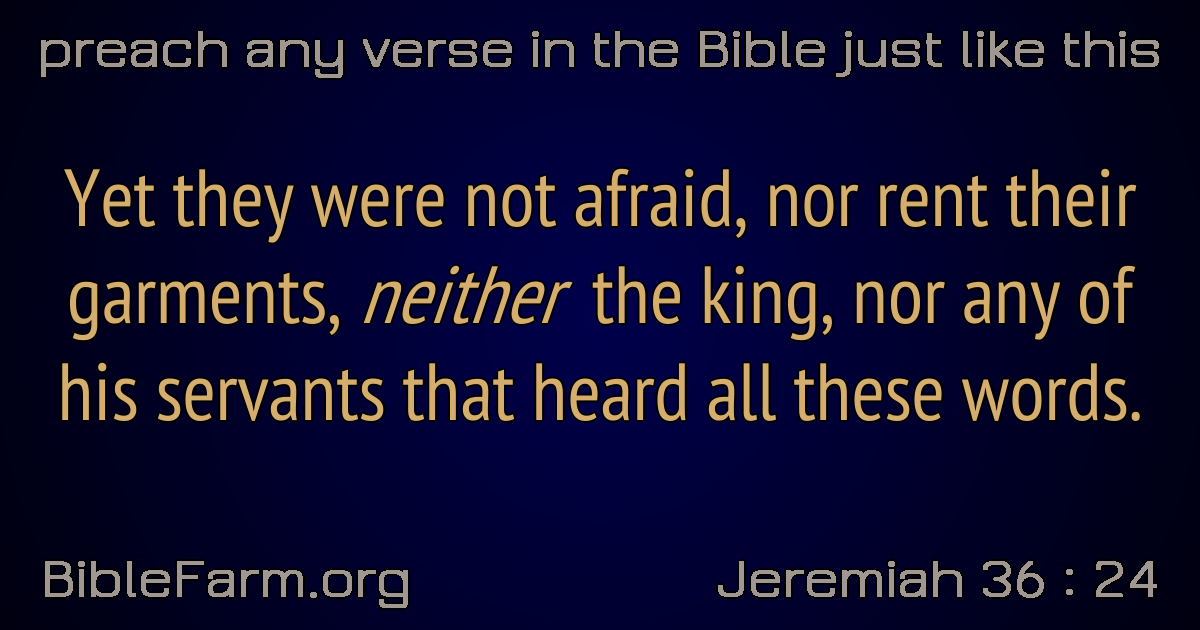 preach any verse in the Bible just like this
Yet they were not afraid, nor rent their
garments, neither the king, nor any of
his servants that heard all these words.
BibleFarm.org
Jeremiah 36 : 24